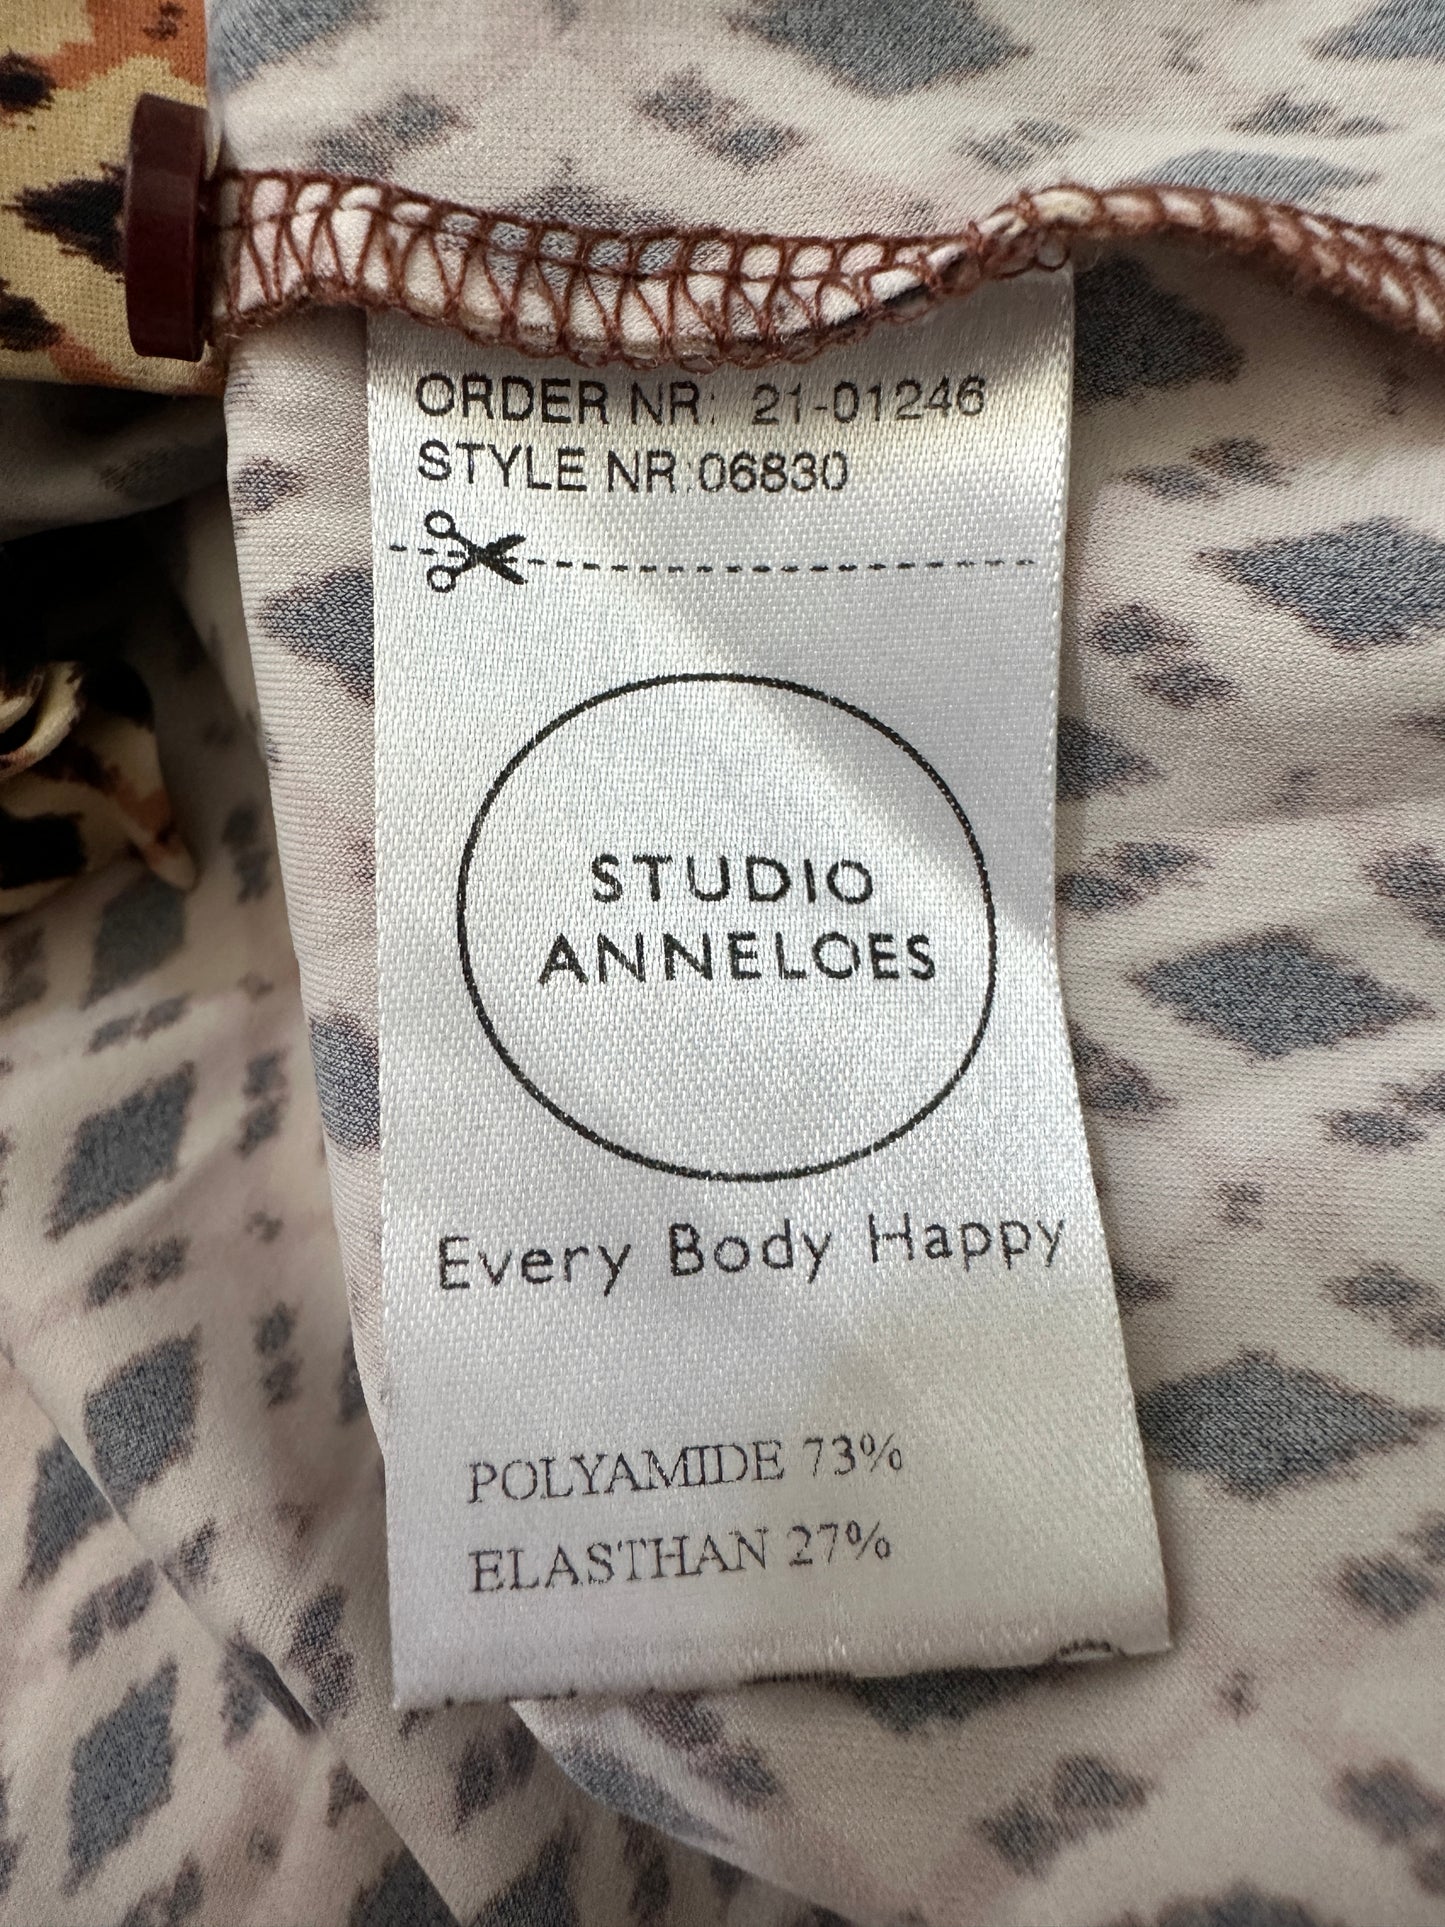 ORDER NR: 21-01246
STYLE NR:06830
STUDIO
ANNELOES
Every Body Happy
POLYAMIDE 73%
ELASTHAN 27%